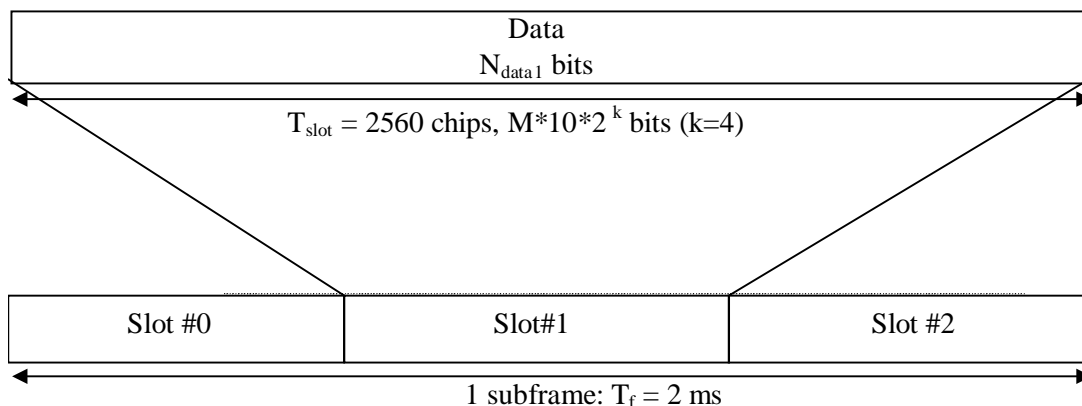 Data
N_data1 bits
T_slot = 2560 chips, M*10*2^k bits (k=4)
Slot #0 Slot#1 Slot #2
1 subframe: T_f = 2 ms